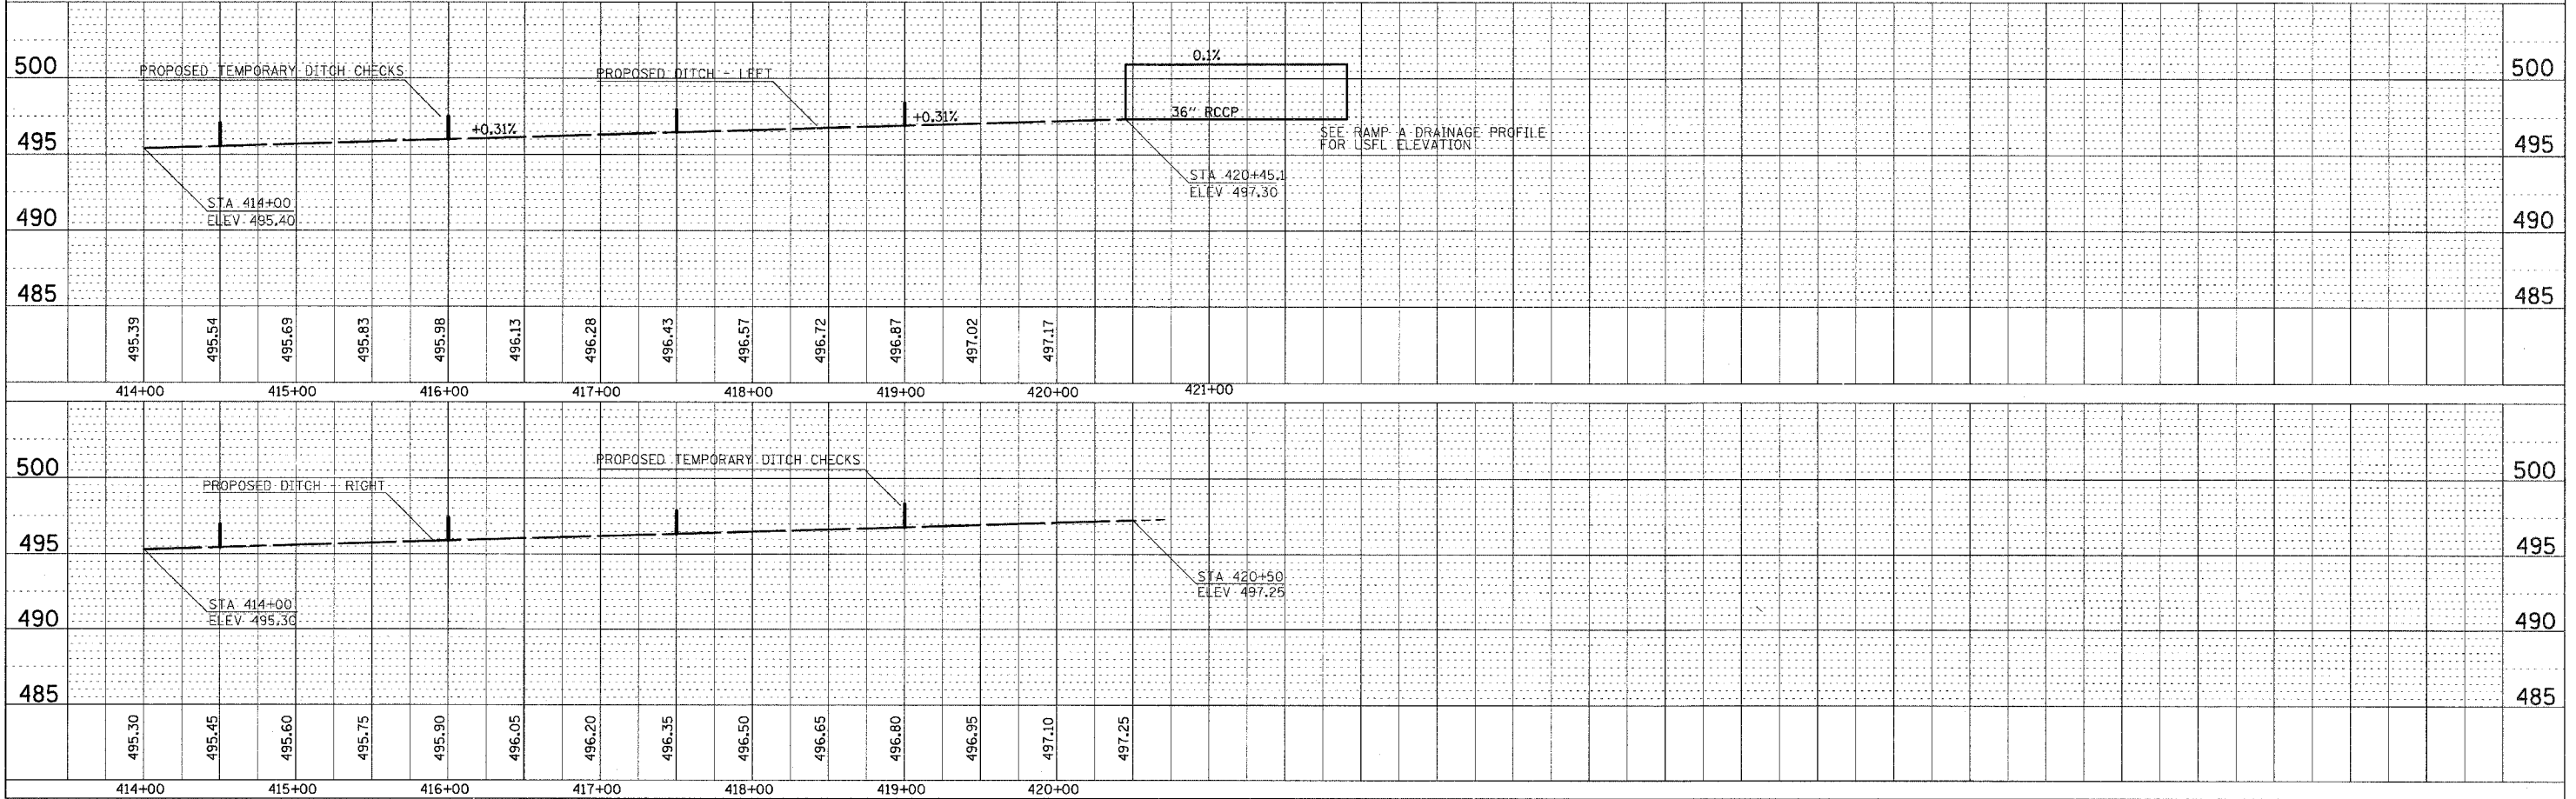 0.1%
500 500
PROPOSED TEMPORARY DITCH CHECKS PROPOSED DITCH - LEFT
+0.31% +0.31% 36" RCCP
SEE RAMP A DRAINAGE PROFILE
FOR USFL ELEVATION
495 495
STA 420+45.1
ELEV 497.30
STA 414+00
ELEV 495.40
490 490
485 485
495.39 495.54 495.69 495.83 495.98 496.13 496.28 496.43 496.57 496.72 496.87 497.02 497.17
414+00 415+00 416+00 417+00 418+00 419+00 420+00 421+00
PROPOSED TEMPORARY DITCH CHECKS
500 500
PROPOSED DITCH - RIGHT
495 495
STA 420+50
ELEV 497.25
STA 414+00
ELEV 495.30
490 490
485 485
495.30 495.45 495.60 495.75 495.90 496.05 496.20 496.35 496.50 496.65 496.80 496.95 497.10 497.25
414+00 415+00 416+00 417+00 418+00 419+00 420+00